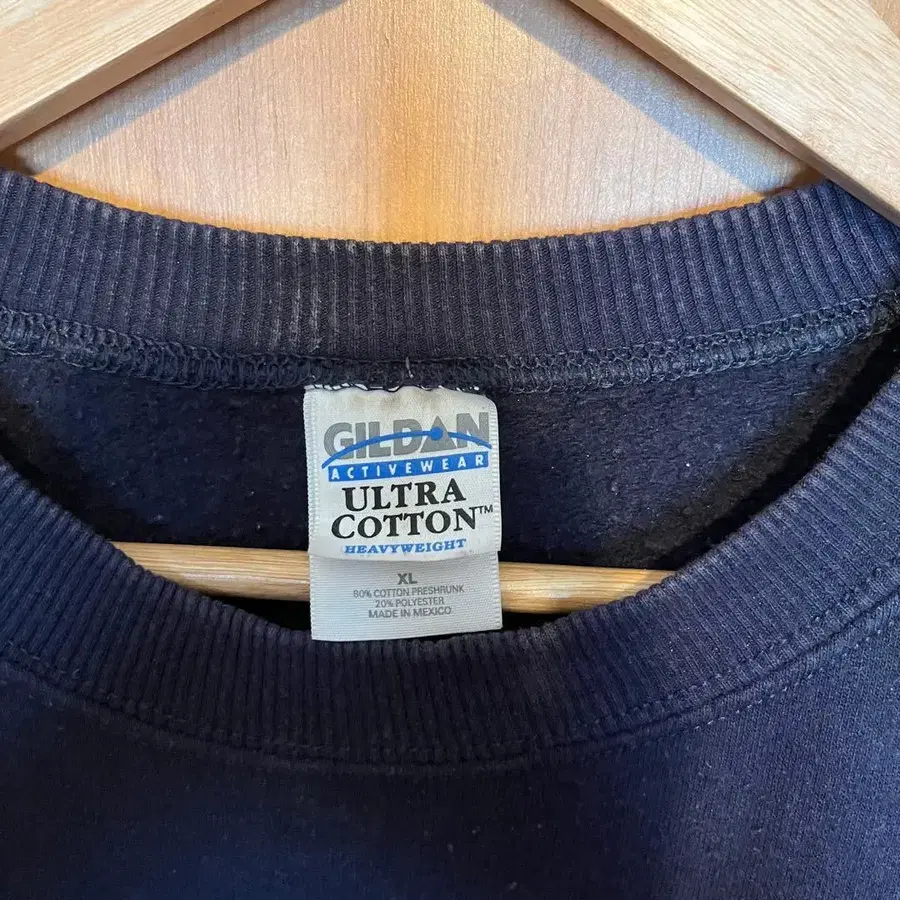 GILDAN
ACTIVEWEAR
ULTRA
COTTON™
HEAVYWEIGHT
XL
80% COTTON PRESHRUNK
20% POLYESTER
MADE IN MEXICO